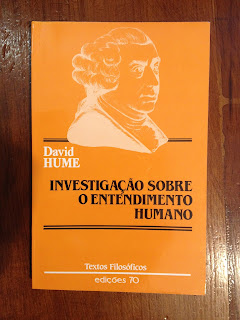 David
HUME
INVESTIGAÇÃO SOBRE
O ENTENDIMENTO
HUMANO
Textos Filosóficos
edições 70